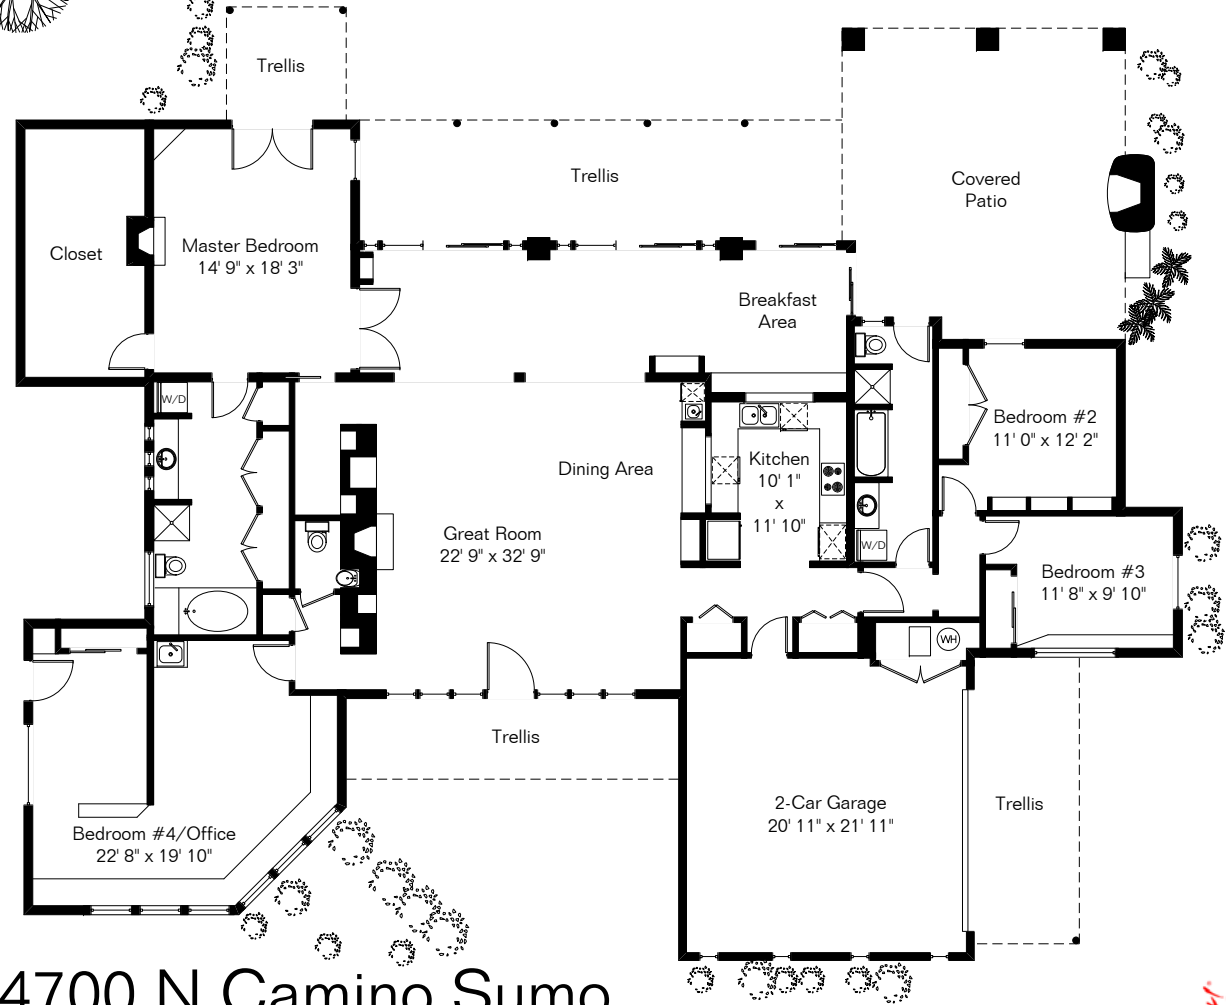 Trellis
Trellis
Covered
Patio
Closet
Master Bedroom
14' 9" x 18' 3"
Breakfast
Area
W/D
Bedroom #2
11' 0" x 12' 2"
Dining Area
Kitchen
10' 1"
x
11' 10"
Great Room
22' 9" x 32' 9"
W/D
Bedroom #3
11' 8" x 9' 10"
WH
Trellis
2-Car Garage
20' 11" x 21' 11"
Trellis
Bedroom #4/Office
22' 8" x 19' 10"
4700 N Camino Sumo